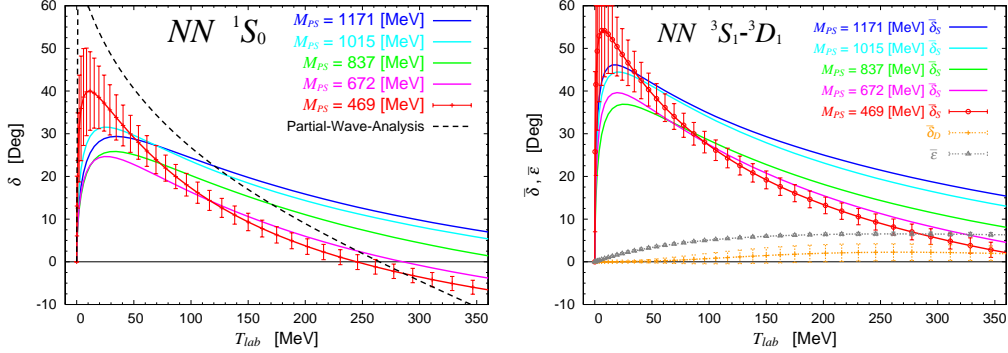 NN ¹S₀
M_PS = 1171 [MeV]
M_PS = 1015 [MeV]
M_PS = 837 [MeV]
M_PS = 672 [MeV]
M_PS = 469 [MeV]
Partial-Wave-Analysis
60
50
40
30
20
10
0
-10
δ [Deg]
0 50 100 150 200 250 300 350
T_lab [MeV]
NN ³S₁-³D₁
M_PS = 1171 [MeV] δ̄_S
M_PS = 1015 [MeV] δ̄_S
M_PS = 837 [MeV] δ̄_S
M_PS = 672 [MeV] δ̄_S
M_PS = 469 [MeV] δ̄_S
δ̄_D
ε̄
60
50
40
30
20
10
0
-10
δ̄ , ε̄ [Deg]
0 50 100 150 200 250 300 350
T_lab [MeV]